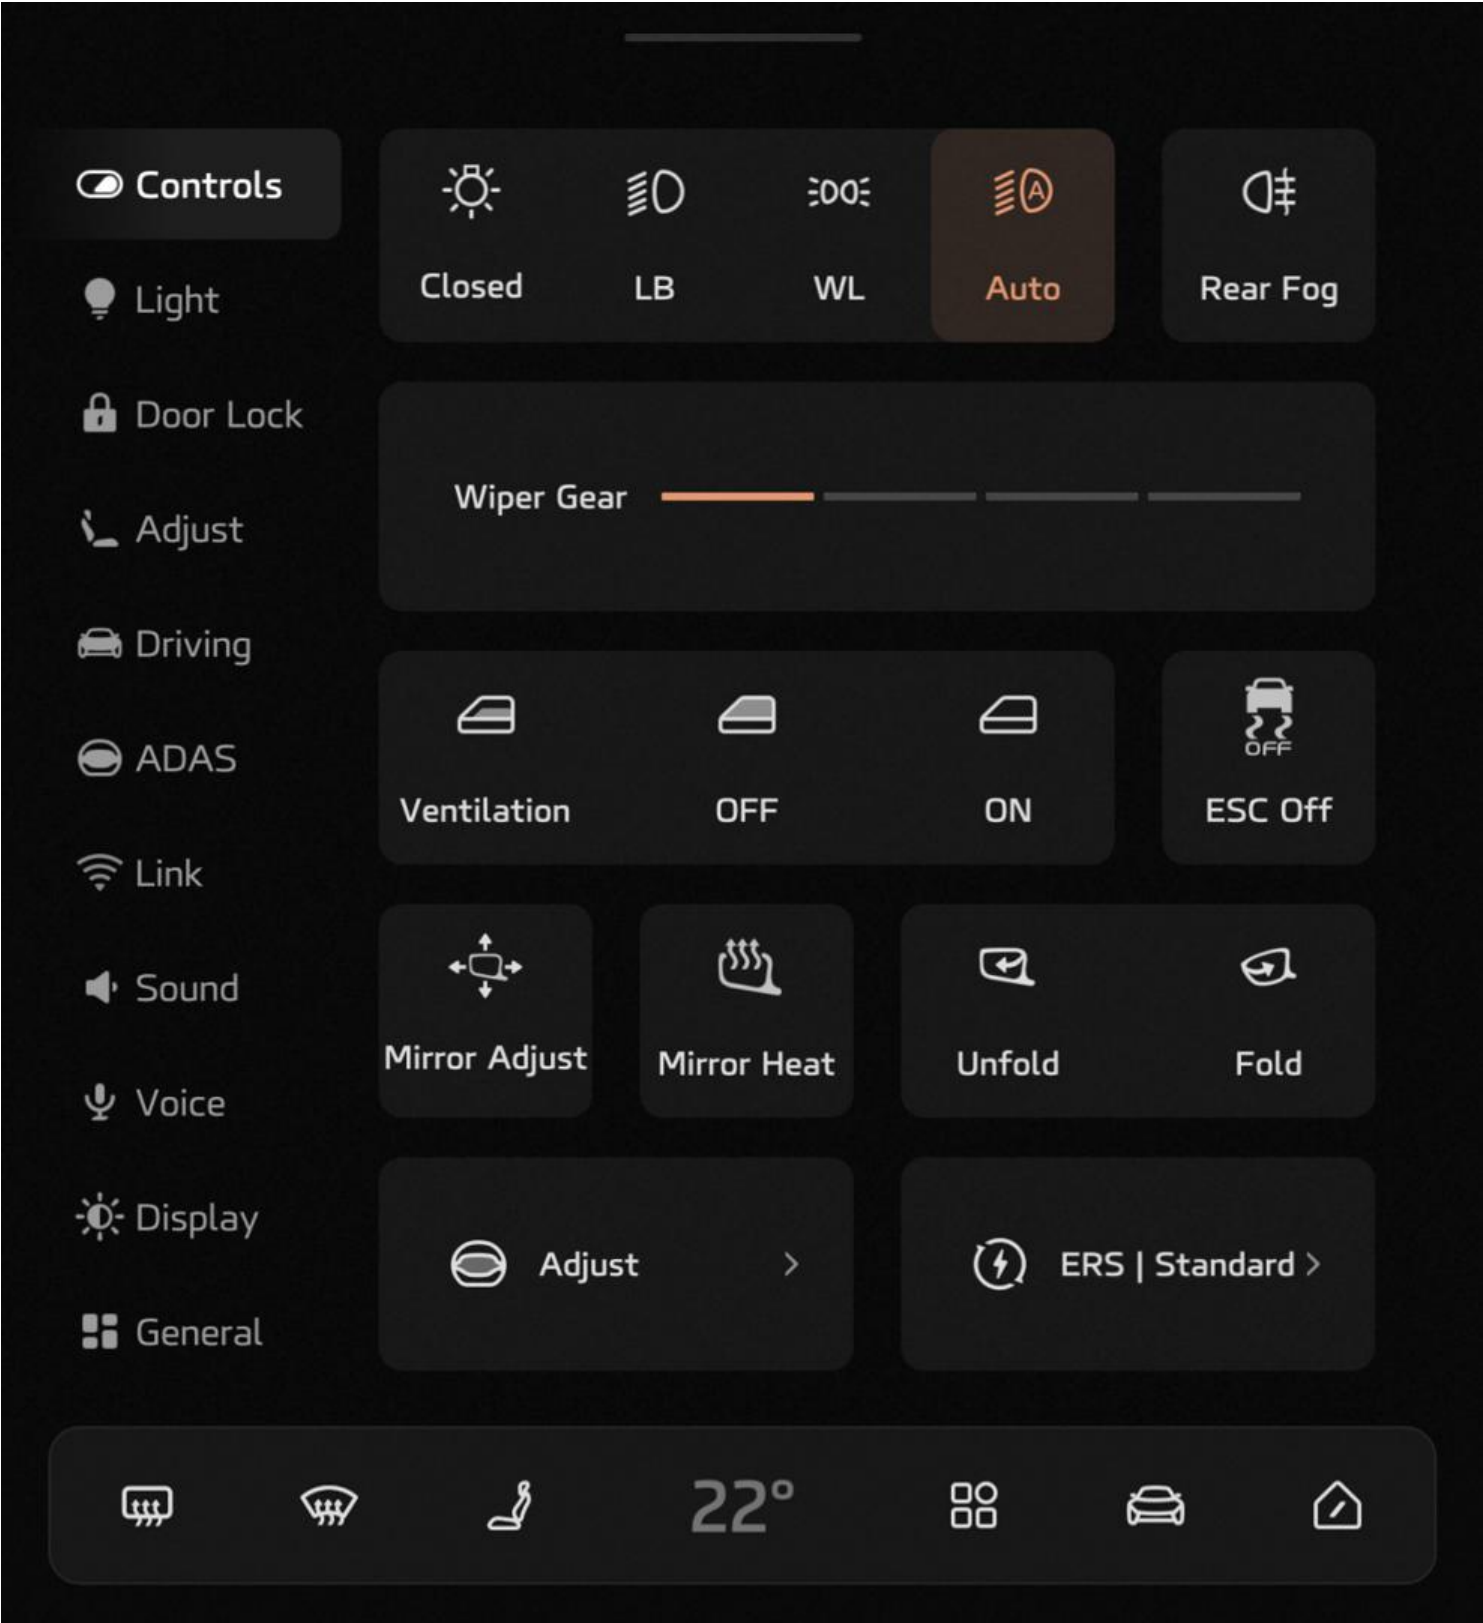 Controls
Light
Door Lock
Adjust
Driving
ADAS
Link
Sound
Voice
Display
General
Closed
LB
WL
A
Auto
Rear Fog
Wiper Gear
Ventilation
OFF
ON
OFF
ESC Off
Mirror Adjust
Mirror Heat
Unfold
Fold
Adjust
ERS | Standard
22°